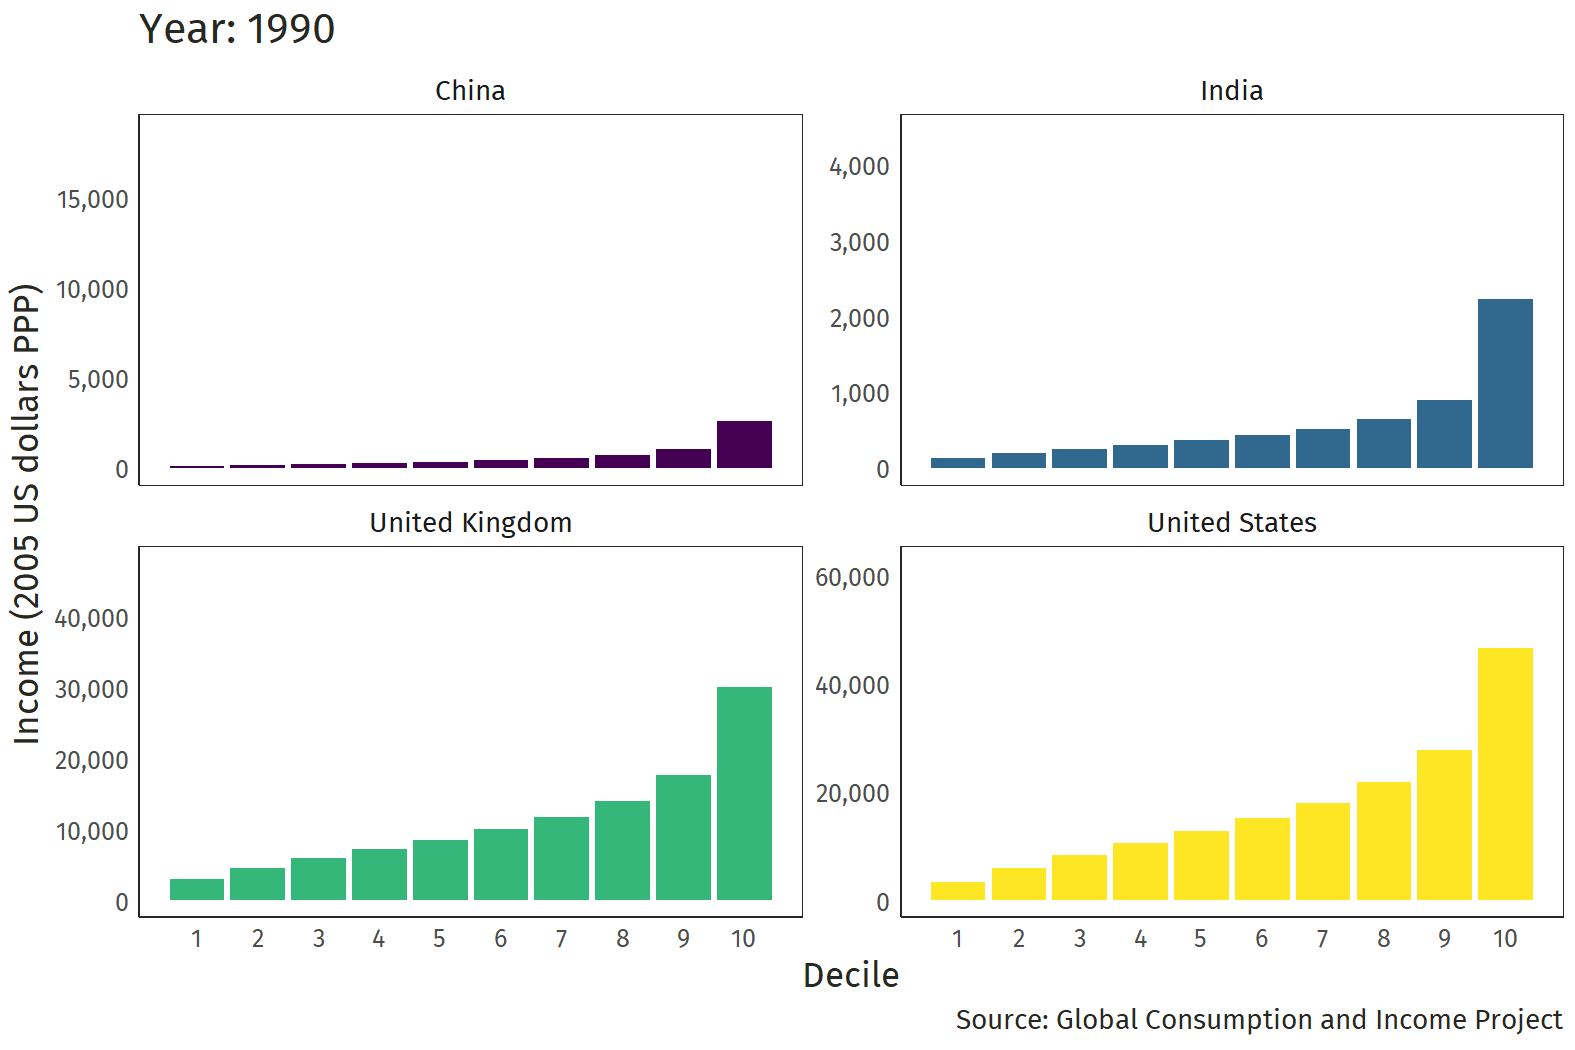 Year: 1990
China
India
15,000
10,000
5,000
0
4,000
3,000
2,000
1,000
0
Income (2005 US dollars PPP)
United Kingdom
United States
40,000
30,000
20,000
10,000
0
60,000
40,000
20,000
0
1 2 3 4 5 6 7 8 9 10
1 2 3 4 5 6 7 8 9 10
Decile
Source: Global Consumption and Income Project